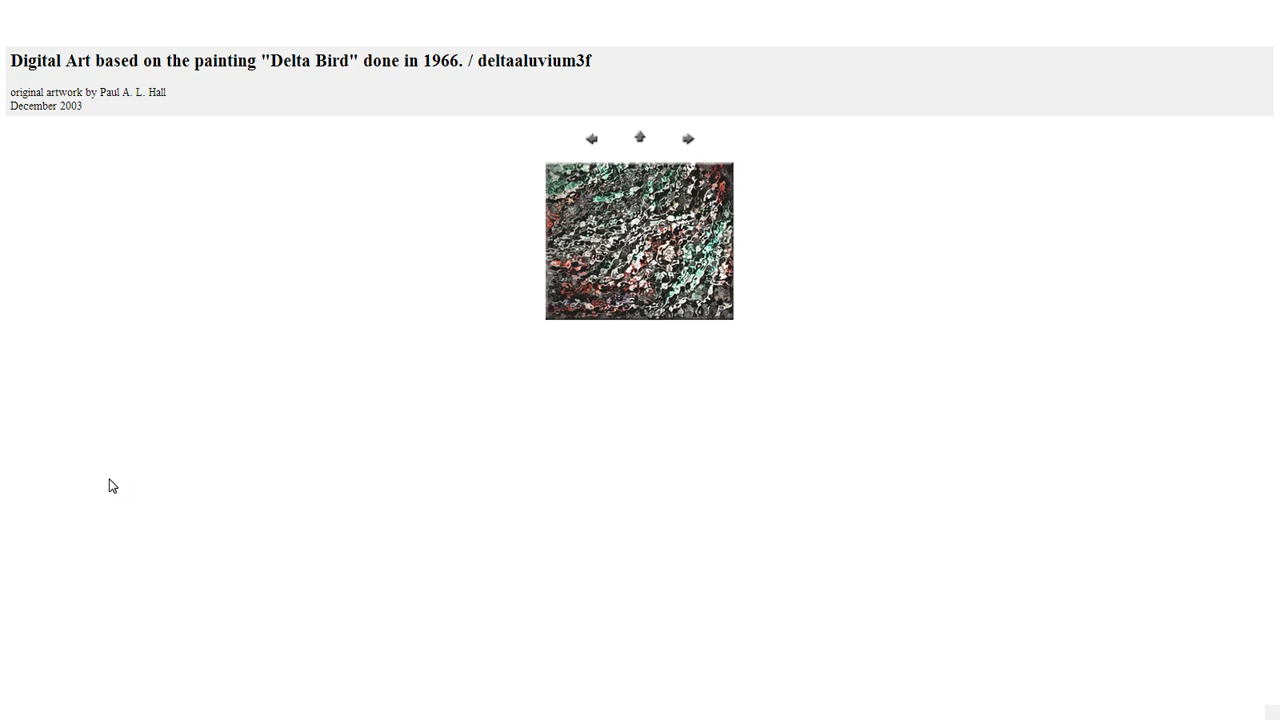 Digital Art based on the painting "Delta Bird" done in 1966. / deltaaluvium3f
original artwork by Paul A. L. Hall
December 2003